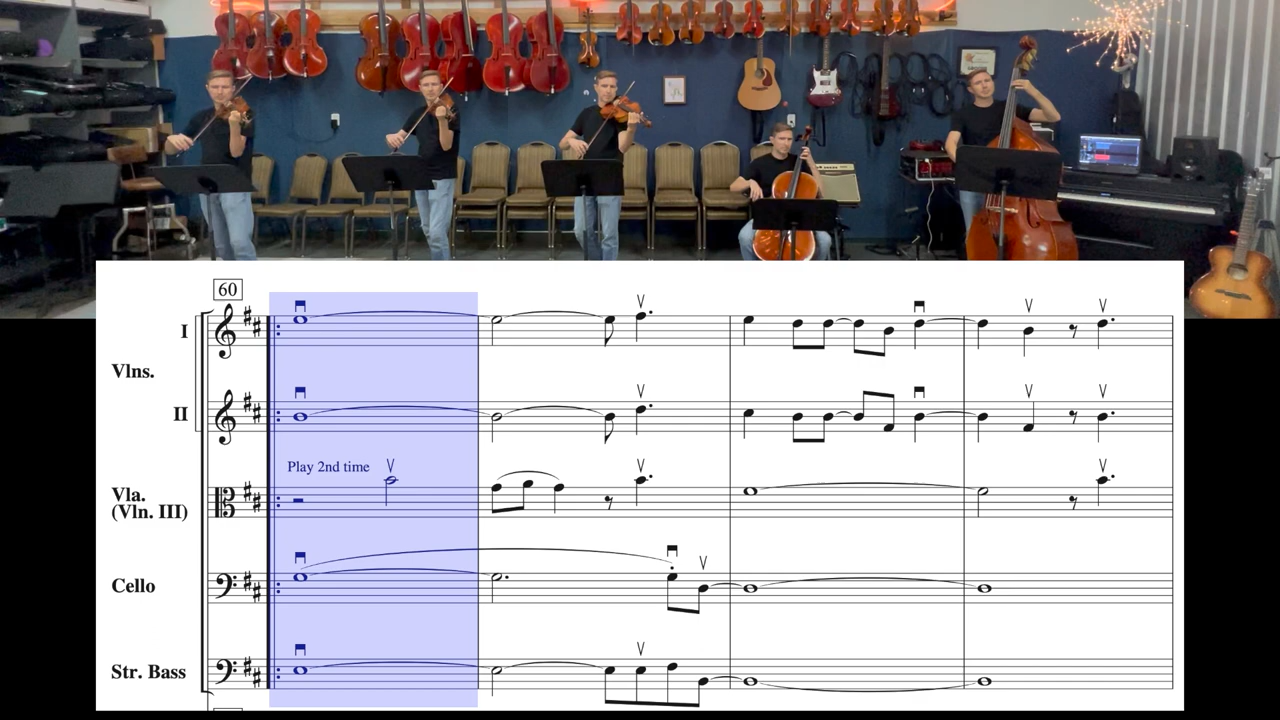 60
I
Vlns.
II
Play 2nd time
Vla.
(Vln. III)
Cello
Str. Bass